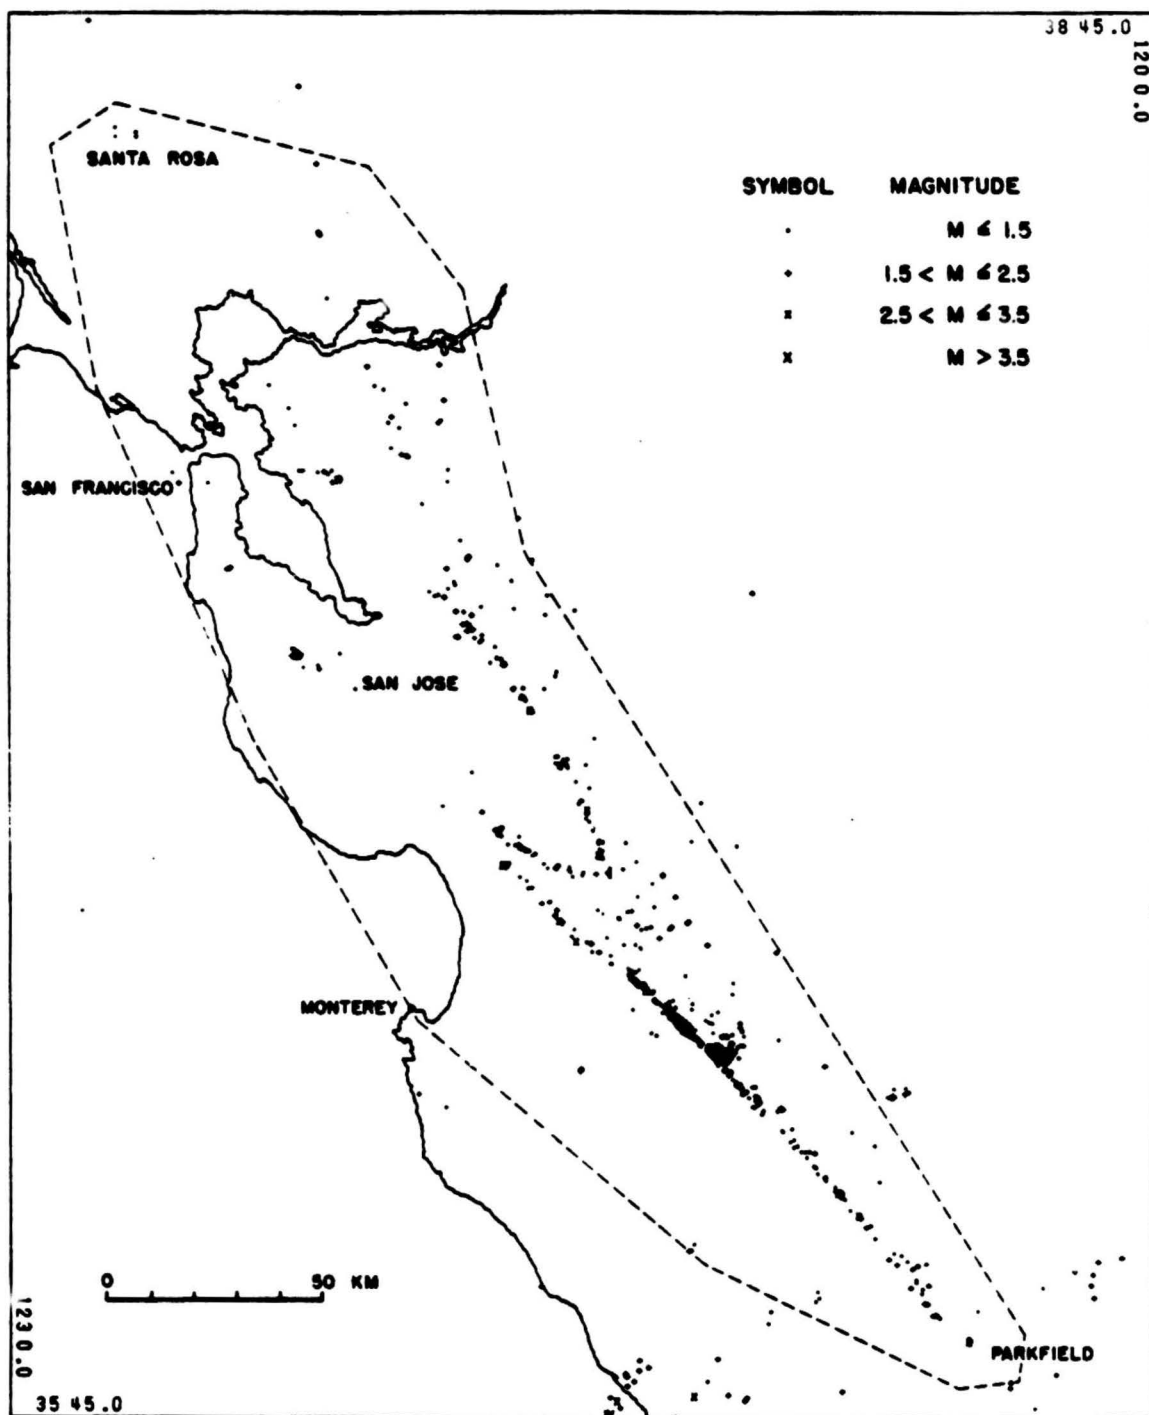 38 45.0
120 0.0
SANTA ROSA
SYMBOL MAGNITUDE
M ≤ 1.5
1.5 < M ≤ 2.5
2.5 < M ≤ 3.5
M > 3.5
SAN FRANCISCO
SAN JOSE
MONTEREY
0 50 KM
PARKFIELD
123 0.0
35 45.0